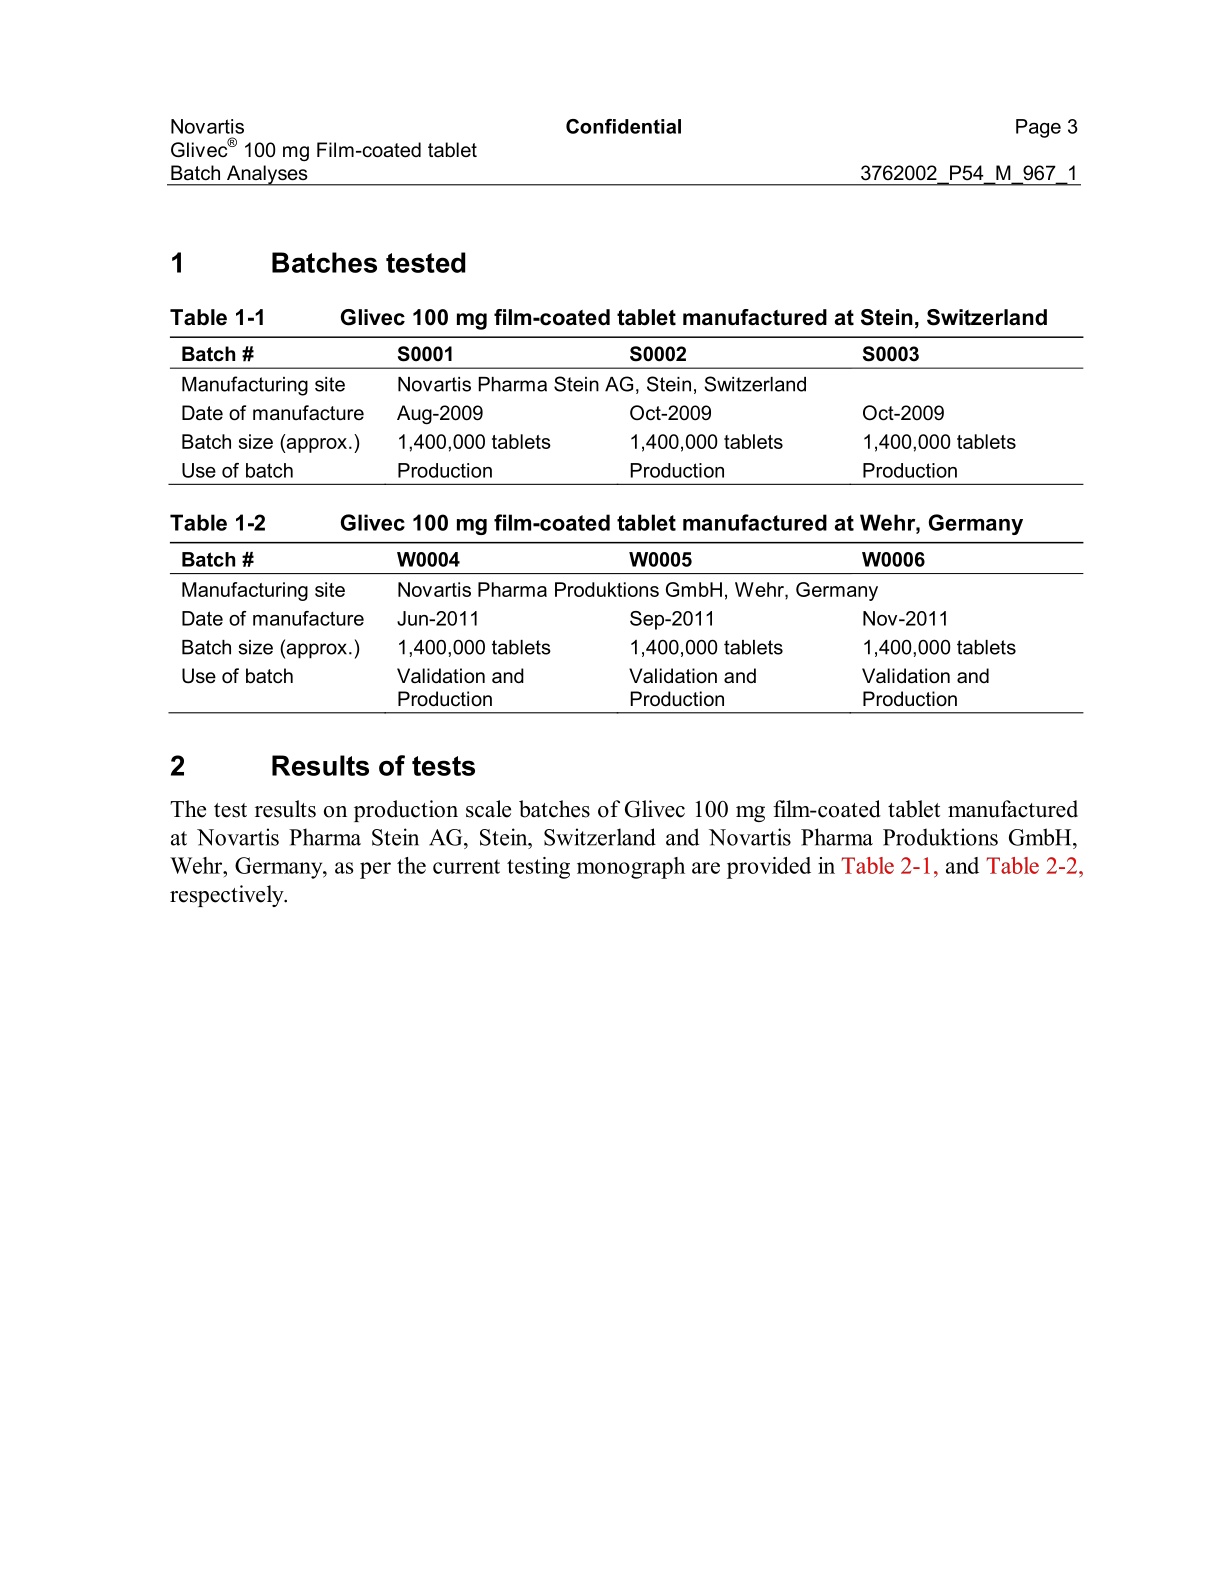 Novartis Confidential Page 3
Glivec® 100 mg Film-coated tablet
Batch Analyses 3762002_P54_M_967_1
1 Batches tested
Table 1-1 Glivec 100 mg film-coated tablet manufactured at Stein, Switzerland
Batch # S0001 S0002 S0003
Manufacturing site Novartis Pharma Stein AG, Stein, Switzerland
Date of manufacture Aug-2009 Oct-2009 Oct-2009
Batch size (approx.) 1,400,000 tablets 1,400,000 tablets 1,400,000 tablets
Use of batch Production Production Production
Table 1-2 Glivec 100 mg film-coated tablet manufactured at Wehr, Germany
Batch # W0004 W0005 W0006
Manufacturing site Novartis Pharma Produktions GmbH, Wehr, Germany
Date of manufacture Jun-2011 Sep-2011 Nov-2011
Batch size (approx.) 1,400,000 tablets 1,400,000 tablets 1,400,000 tablets
Use of batch Validation and Validation and Validation and
Production Production Production
2 Results of tests
The test results on production scale batches of Glivec 100 mg film-coated tablet manufactured
at Novartis Pharma Stein AG, Stein, Switzerland and Novartis Pharma Produktions GmbH,
Wehr, Germany, as per the current testing monograph are provided in Table 2-1, and Table 2-2,
respectively.